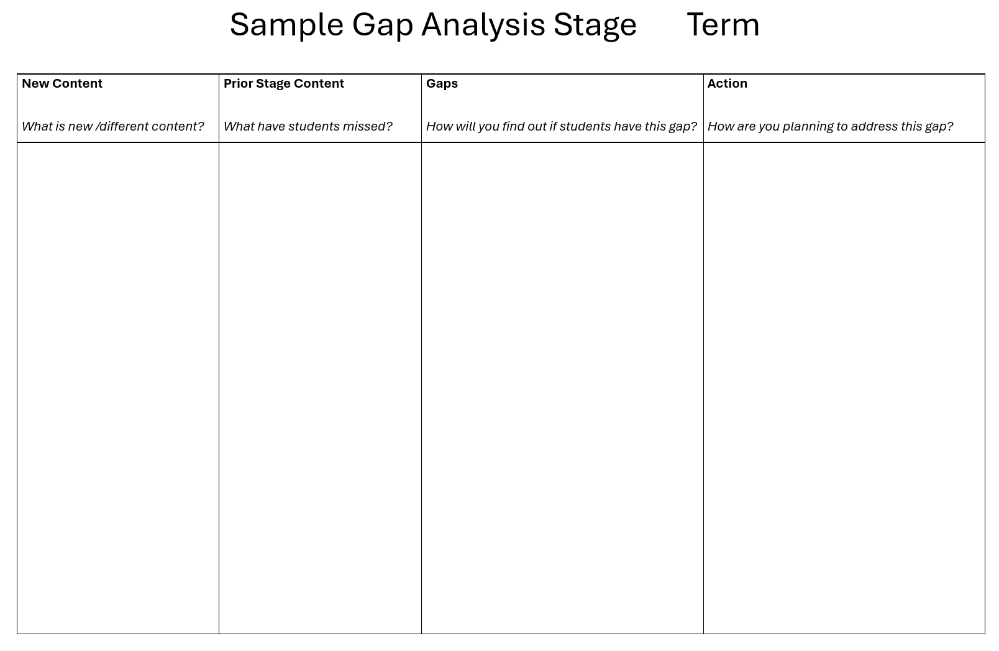 Sample Gap Analysis Stage Term
New Content
What is new /different content?
Prior Stage Content
What have students missed?
Gaps
How will you find out if students have this gap?
Action
How are you planning to address this gap?